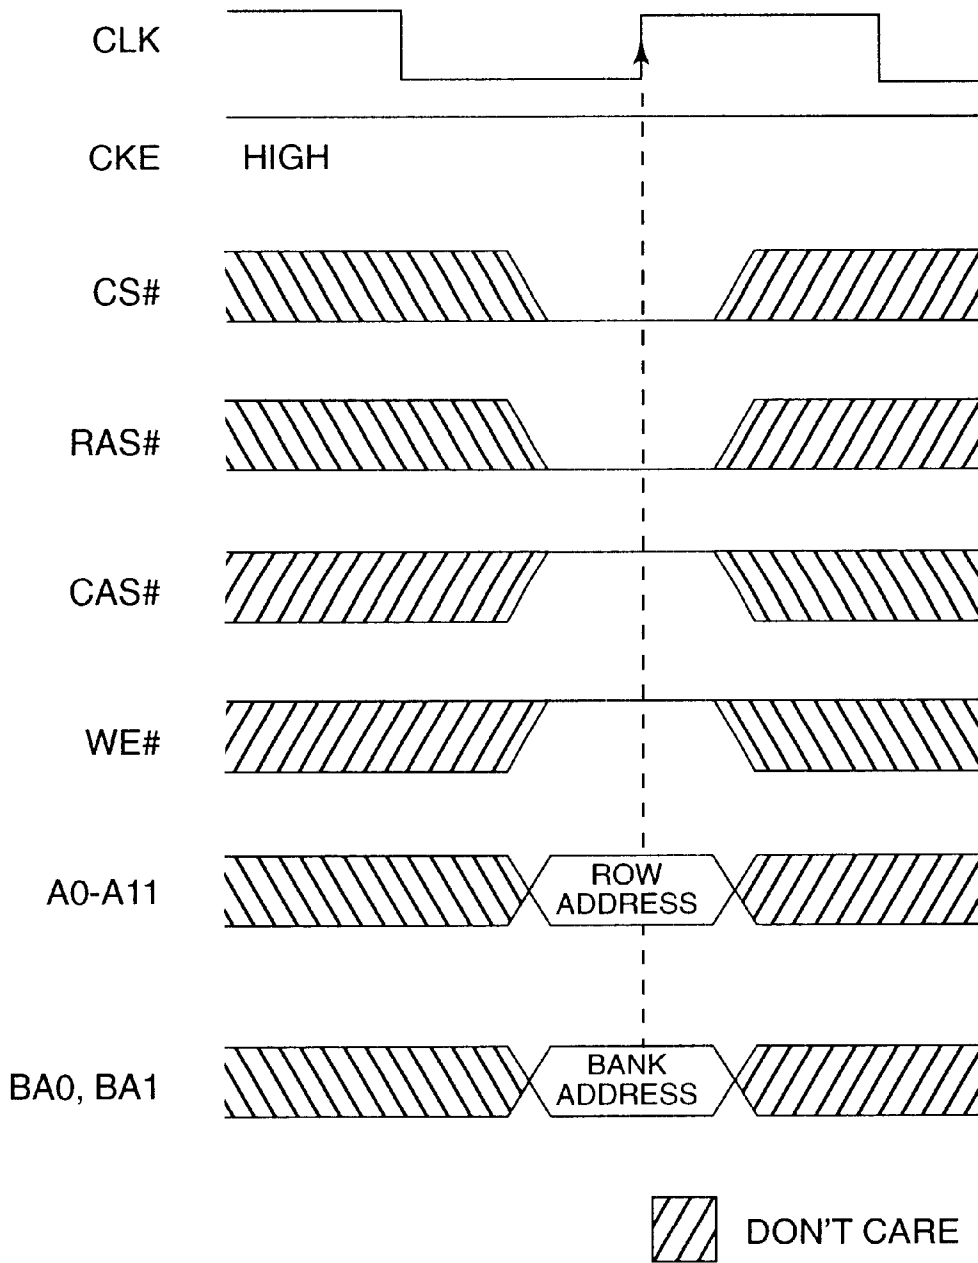 CLK
CKE HIGH
CS#
RAS#
CAS#
WE#
A0-A11 ROW
ADDRESS
BA0, BA1 BANK
ADDRESS
DON'T CARE